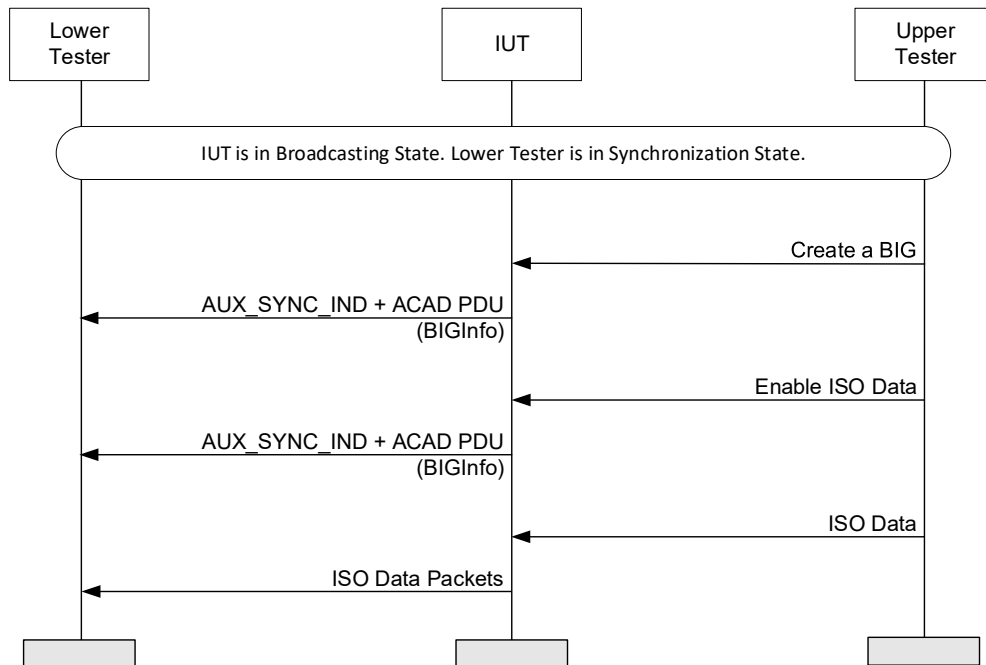 Lower
Tester
IUT
Upper
Tester
IUT is in Broadcasting State. Lower Tester is in Synchronization State.
Create a BIG
AUX_SYNC_IND + ACAD PDU
(BIGInfo)
Enable ISO Data
AUX_SYNC_IND + ACAD PDU
(BIGInfo)
ISO Data
ISO Data Packets